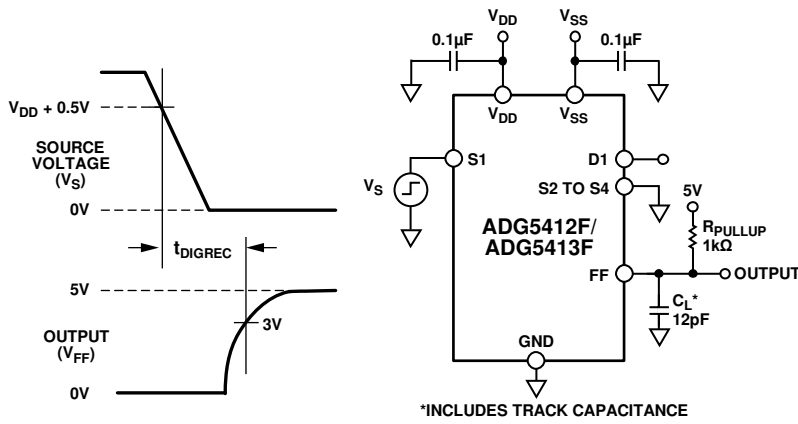 V_DD + 0.5V
SOURCE
VOLTAGE
(V_S)
0V
t_DIGREC
5V
3V
OUTPUT
(V_FF)
0V
V_DD
V_SS
0.1µF
0.1µF
V_DD
V_SS
S1
D1
V_S
S2 TO S4
5V
ADG5412F/
ADG5413F
R_PULLUP
1kΩ
FF
OUTPUT
C_L*
12pF
GND
*INCLUDES TRACK CAPACITANCE